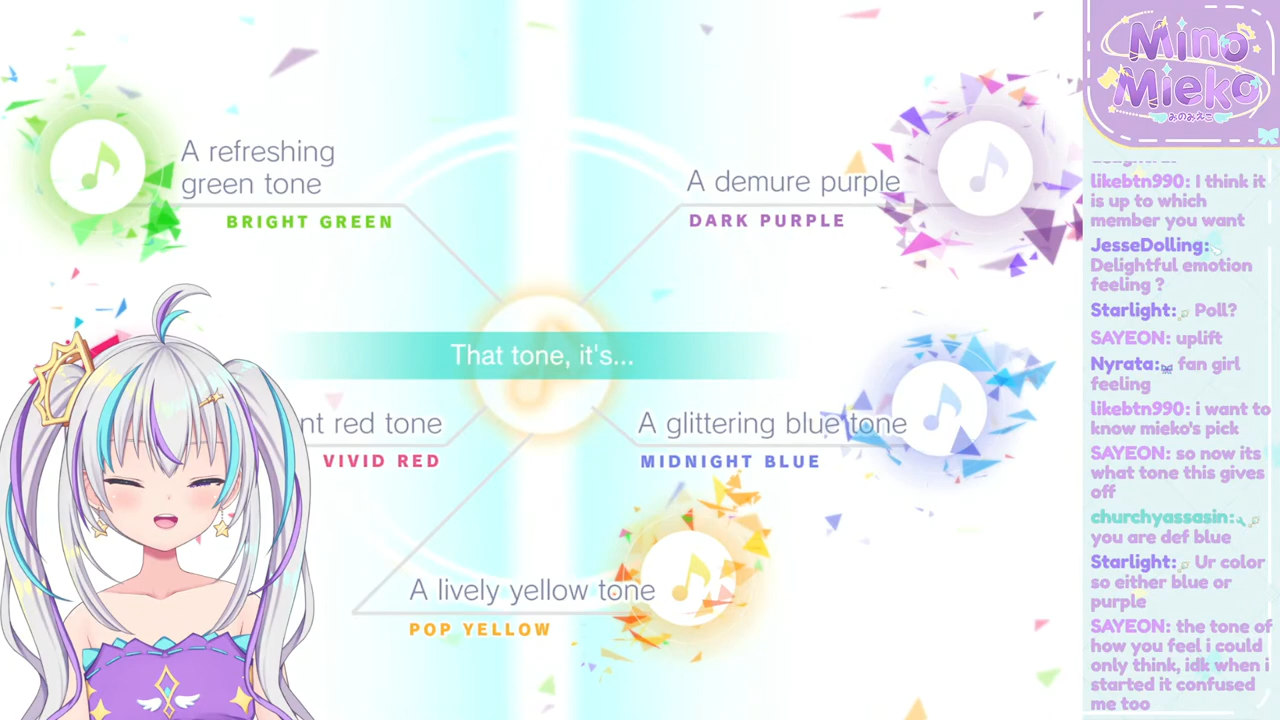 A refreshing
green tone
BRIGHT GREEN
A demure purple
DARK PURPLE
That tone, it's...
nt red tone
VIVID RED
A glittering blue tone
MIDNIGHT BLUE
A lively yellow tone
POP YELLOW
Mino
Mieko
みのみえこ
likebtn990: I think it
is up to which
member you want
JesseDolling:
Delightful emotion
feeling ?
Starlight: Poll?
SAYEON: uplift
Nyrata: fan girl
feeling
likebtn990: i want to
know mieko's pick
SAYEON: so now its
what tone this gives
off
churchyassasin:
you are def blue
Starlight: Ur color
so either blue or
purple
SAYEON: the tone of
how you feel i could
only think, idk when i
started it confused
me too